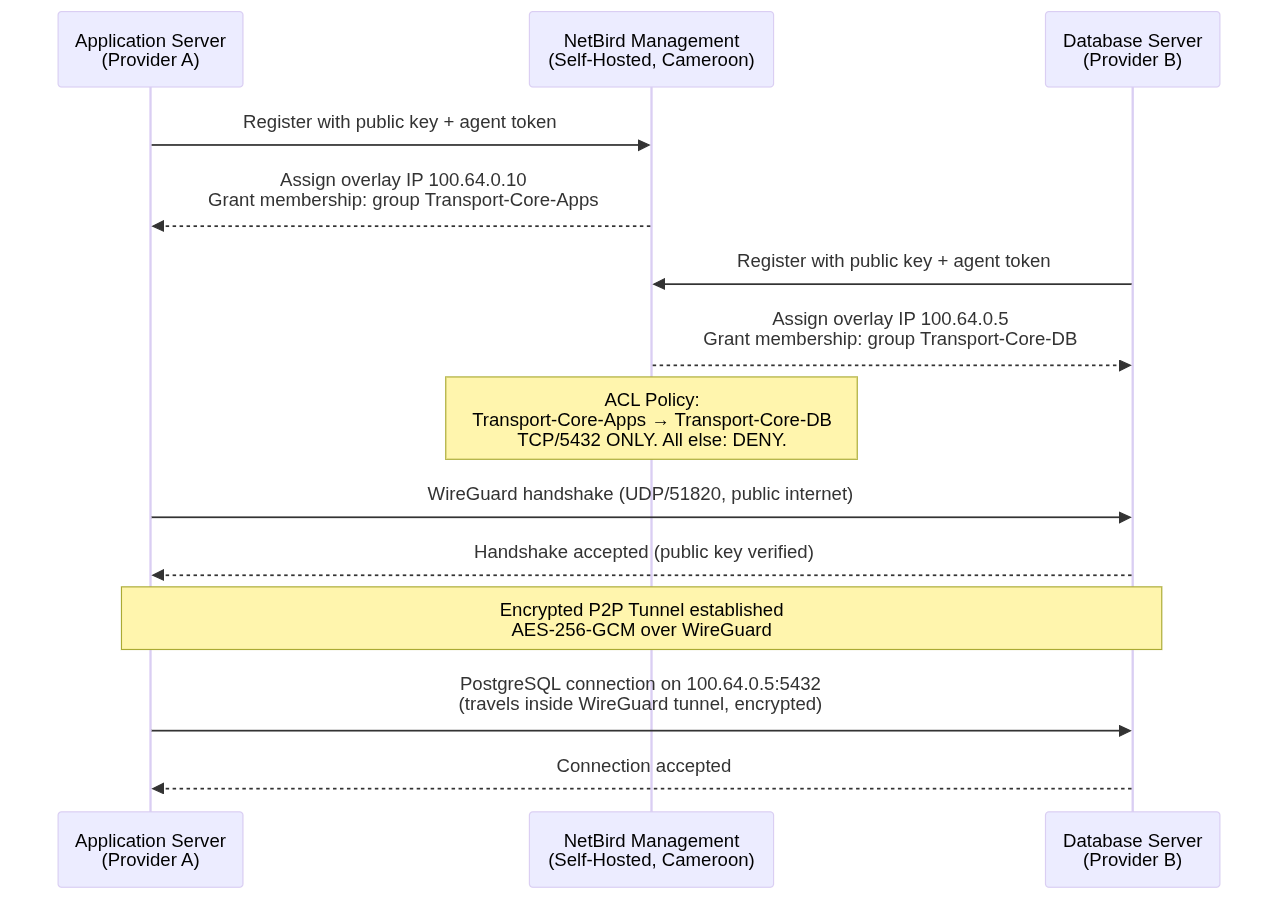 Application Server
(Provider A)
NetBird Management
(Self-Hosted, Cameroon)
Database Server
(Provider B)
Register with public key + agent token
Assign overlay IP 100.64.0.10
Grant membership: group Transport-Core-Apps
Register with public key + agent token
Assign overlay IP 100.64.0.5
Grant membership: group Transport-Core-DB
ACL Policy:
Transport-Core-Apps → Transport-Core-DB
TCP/5432 ONLY. All else: DENY.
WireGuard handshake (UDP/51820, public internet)
Handshake accepted (public key verified)
Encrypted P2P Tunnel established
AES-256-GCM over WireGuard
PostgreSQL connection on 100.64.0.5:5432
(travels inside WireGuard tunnel, encrypted)
Connection accepted
Application Server
(Provider A)
NetBird Management
(Self-Hosted, Cameroon)
Database Server
(Provider B)